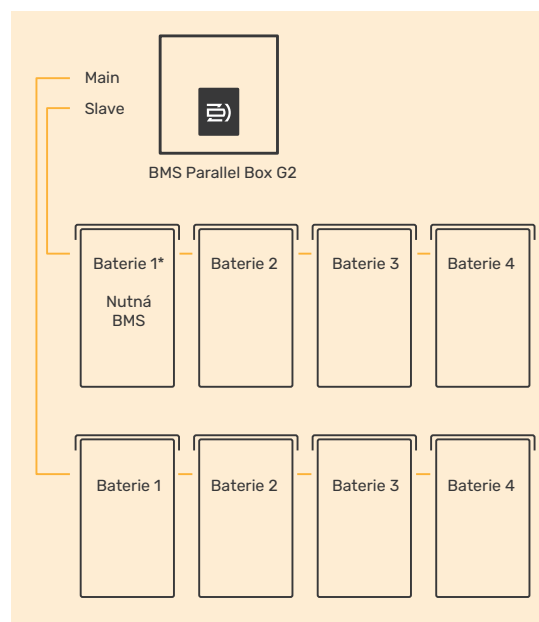 Main
Slave
BMS Parallel Box G2
Baterie 1*
Nutná
BMS
Baterie 2
Baterie 3
Baterie 4
Baterie 1
Baterie 2
Baterie 3
Baterie 4